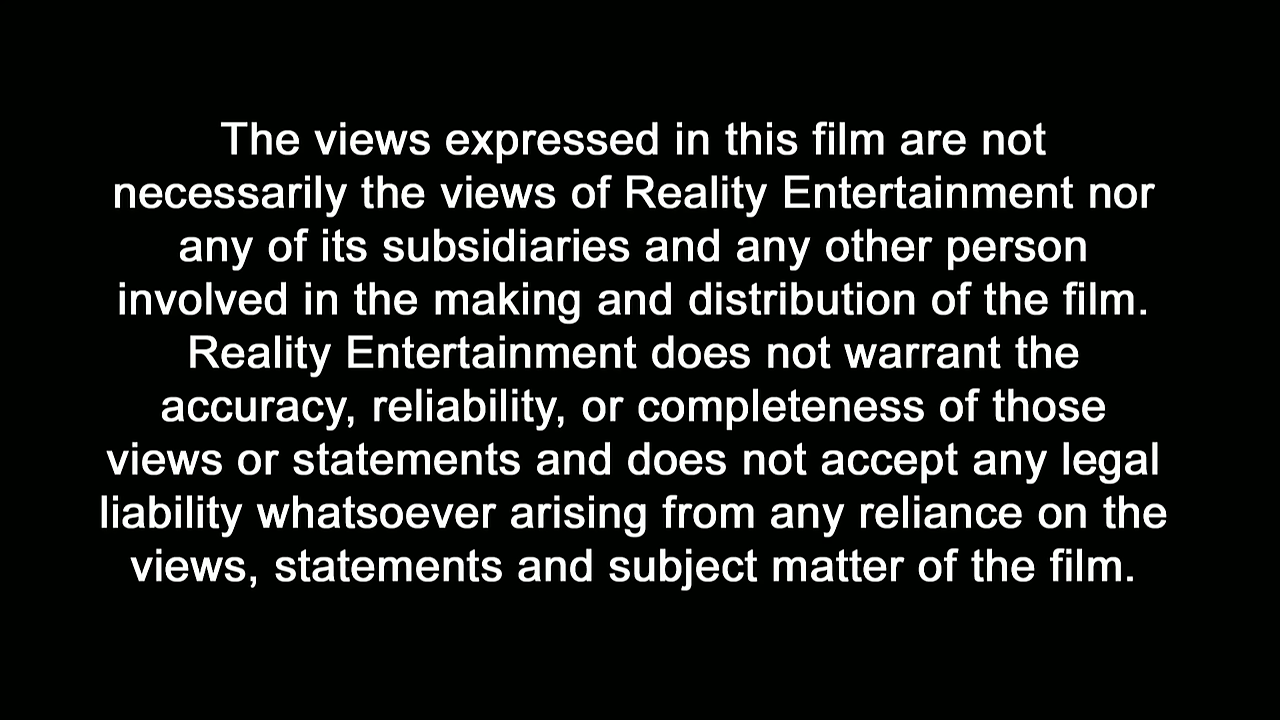 The views expressed in this film are not
necessarily the views of Reality Entertainment nor
any of its subsidiaries and any other person
involved in the making and distribution of the film.
Reality Entertainment does not warrant the
accuracy, reliability, or completeness of those
views or statements and does not accept any legal
liability whatsoever arising from any reliance on the
views, statements and subject matter of the film.